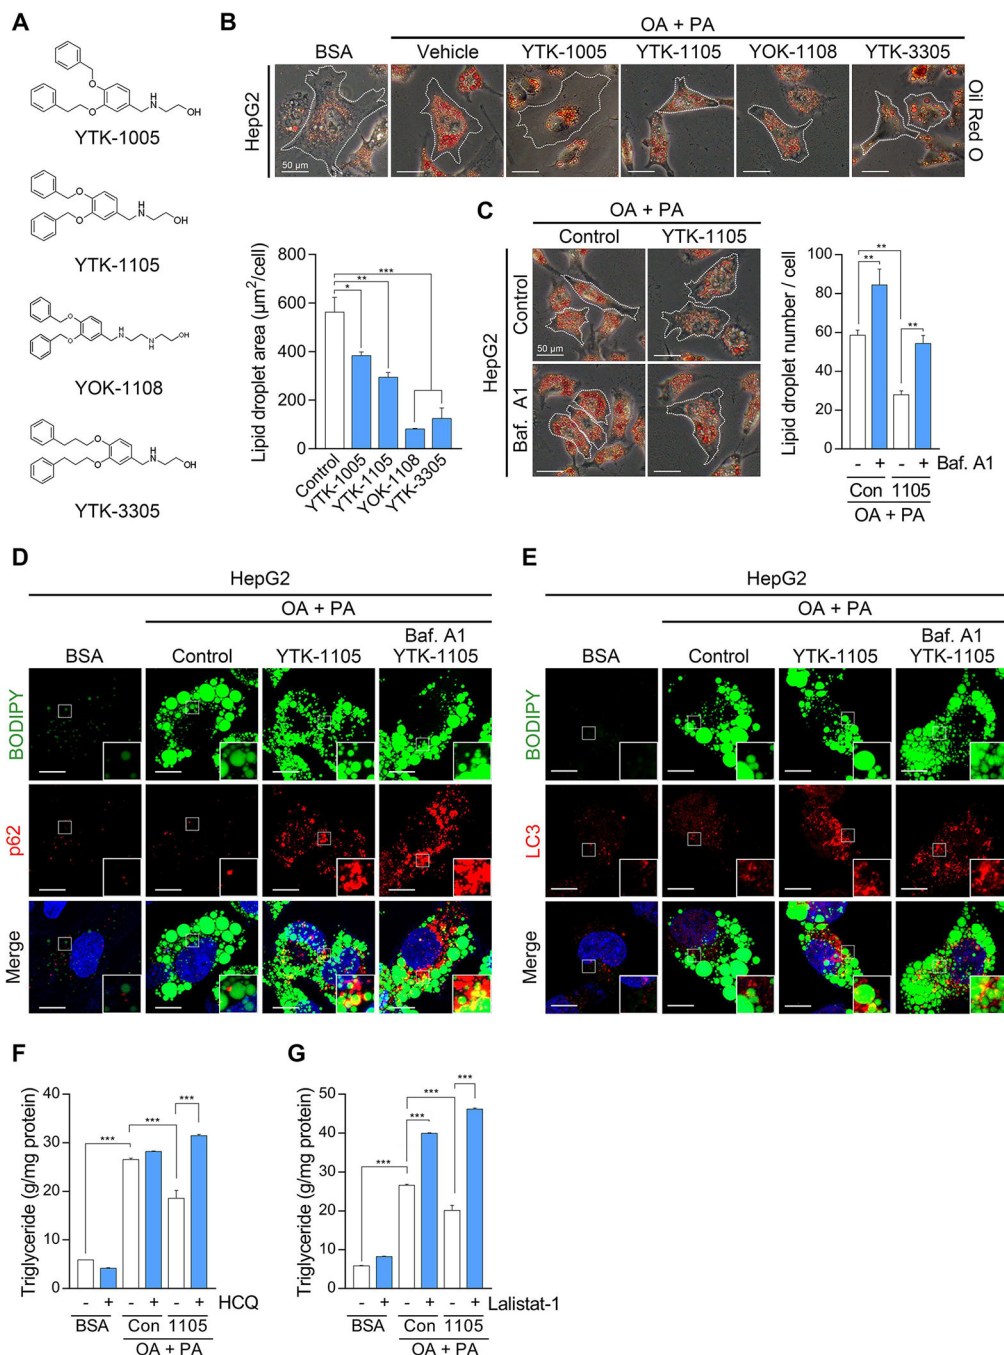 A
O
O
H
N
OH
YTK-1005
O
O
H
N
OH
YTK-1105
O
O
N
H
H
N
OH
YOK-1108
O
O
H
N
OH
YTK-3305
B
OA + PA
BSA
Vehicle
YTK-1005
YTK-1105
YOK-1108
YTK-3305
HepG2
50 µm
Oil Red O
Lipid droplet area (µm²/cell)
600
400
200
0
***
**
*
Control
YTK-1005
YTK-1105
YOK-1108
YTK-3305
C
OA + PA
Control
YTK-1105
HepG2
Control
Baf. A1
50 µm
Lipid droplet number / cell
100
80
60
40
20
0
**
**
**
- + - + Baf. A1
Con 1105
OA + PA
D
HepG2
OA + PA
BSA
Control
YTK-1105
Baf. A1
YTK-1105
BODIPY
p62
Merge
E
HepG2
OA + PA
BSA
Control
YTK-1105
Baf. A1
YTK-1105
BODIPY
LC3
Merge
F
Triglyceride (g/mg protein)
40
30
20
10
0
***
***
***
- + - + - + HCQ
BSA Con 1105
OA + PA
G
Triglyceride (g/mg protein)
50
40
30
20
10
0
***
***
***
***
- + - + - + Lalistat-1
BSA Con 1105
OA + PA